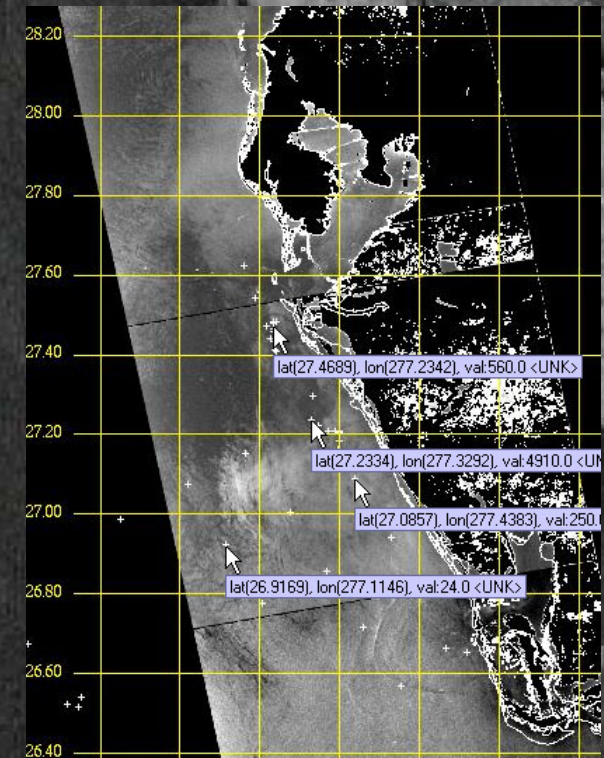 28.20
28.00
27.80
27.60
27.40
lat(27.4689), lon(277.2342), val:560.0 <UNK>
27.20
lat(27.2334), lon(277.3292), val:4910.0 <UN
27.00
lat(27.0857), lon(277.4383), val:250.
26.80
lat(26.9169), lon(277.1146), val:24.0 <UNK>
26.60
26.40